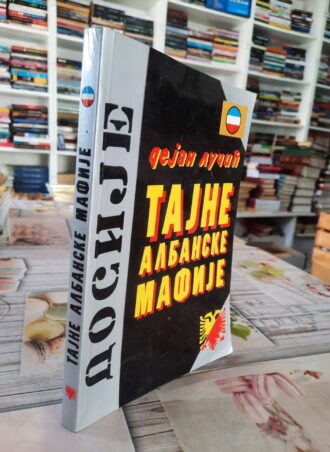 ТАЈНЕ АЛБАНСКЕ МАФИЈЕ
ДОСИЈЕ
дејан лучић
ТАЈНЕ
АЛБАНСКЕ
МАФИЈЕ